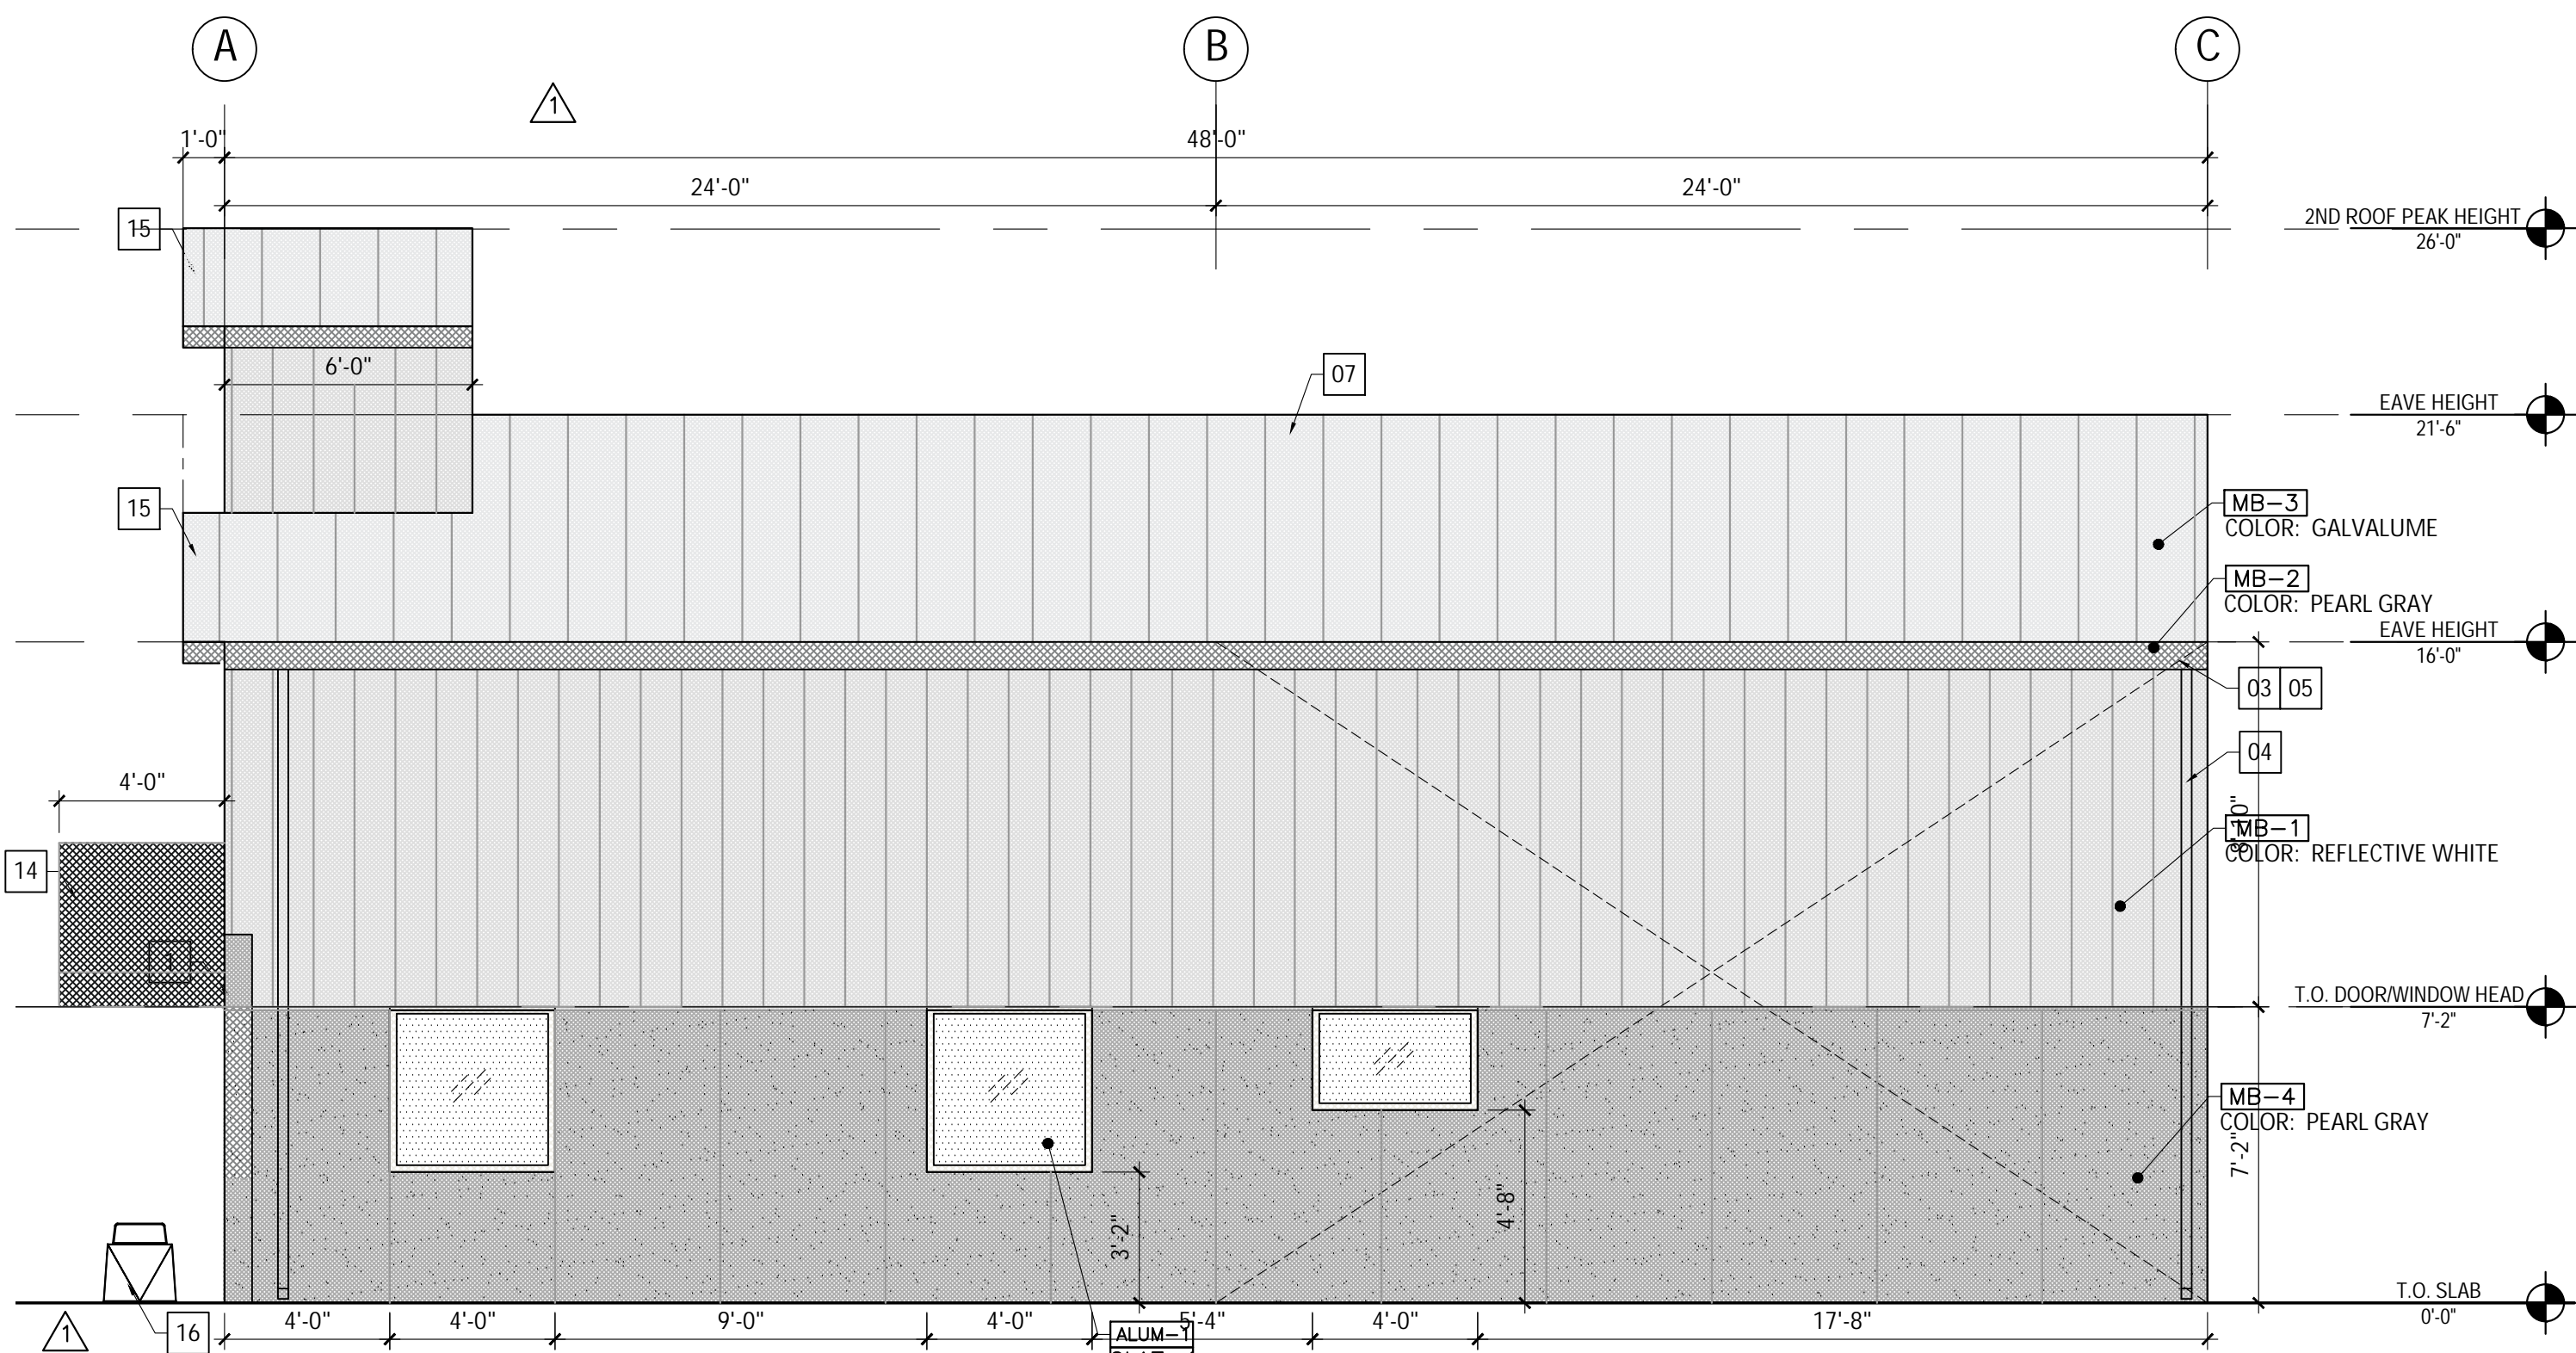 A
B
C
1
1'-0"
48'-0"
24'-0"
24'-0"
15
2ND ROOF PEAK HEIGHT
26'-0"
6'-0"
07
EAVE HEIGHT
21'-6"
15
MB-3
COLOR: GALVALUME
MB-2
COLOR: PEARL GRAY
EAVE HEIGHT
16'-0"
03 05
04
4'-0"
8'-10"
MB-1
COLOR: REFLECTIVE WHITE
14
T.O. DOOR/WINDOW HEAD
7'-2"
MB-4
COLOR: PEARL GRAY
7'-2"
4'-8"
3'-2"
T.O. SLAB
0'-0"
1
16
4'-0"
4'-0"
9'-0"
4'-0"
ALUM-1
5'-4"
4'-0"
17'-8"